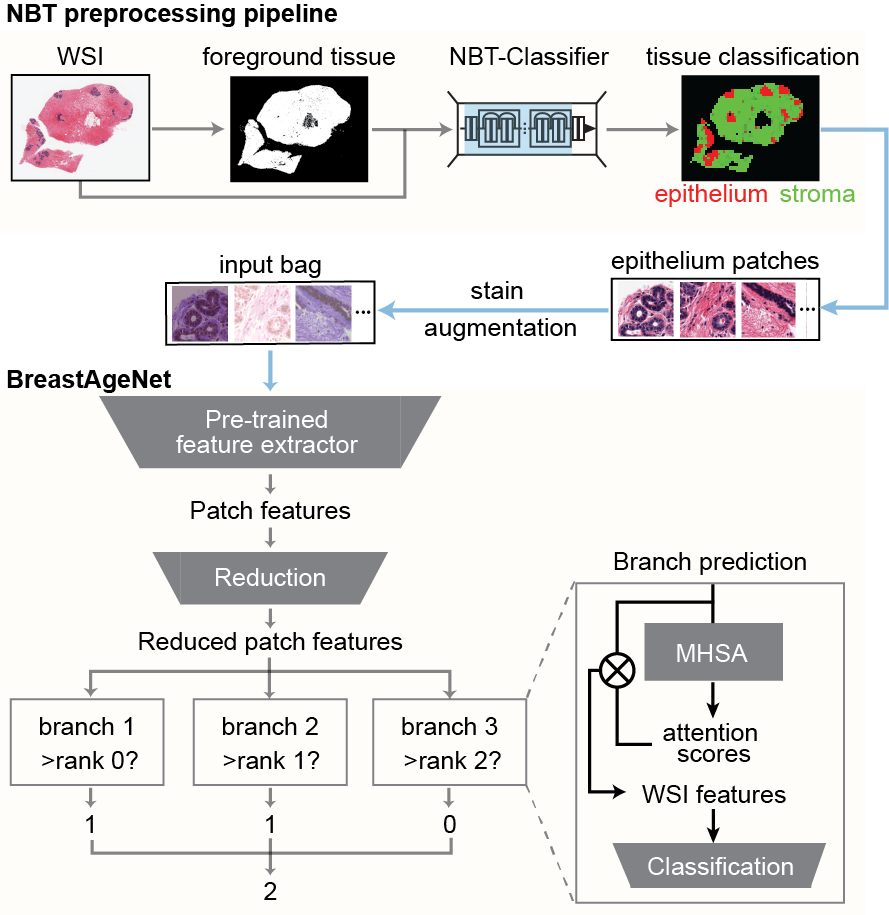 NBT preprocessing pipeline
WSI
foreground tissue
NBT-Classifier
tissue classification
epithelium stroma
epithelium patches
...
input bag
...
stain
augmentation
BreastAgeNet
Pre-trained
feature extractor
Patch features
Reduction
Reduced patch features
branch 1
>rank 0?
branch 2
>rank 1?
branch 3
>rank 2?
1
1
0
2
Branch prediction
MHSA
attention
scores
WSI features
Classification